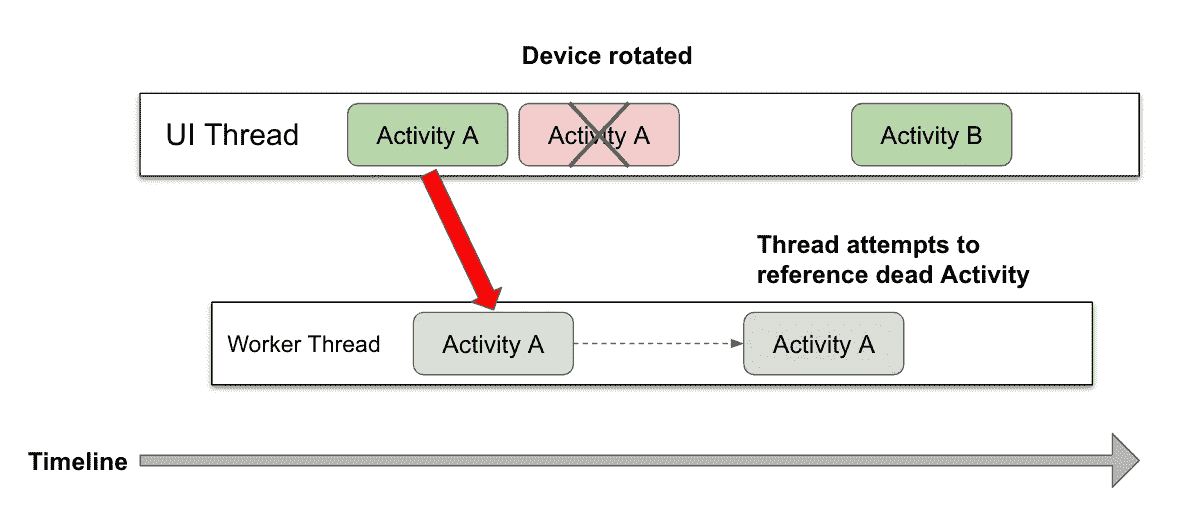 Device rotated
UI Thread
Activity A
Activity A
Activity B
Thread attempts to
reference dead Activity
Worker Thread
Activity A
Activity A
Timeline